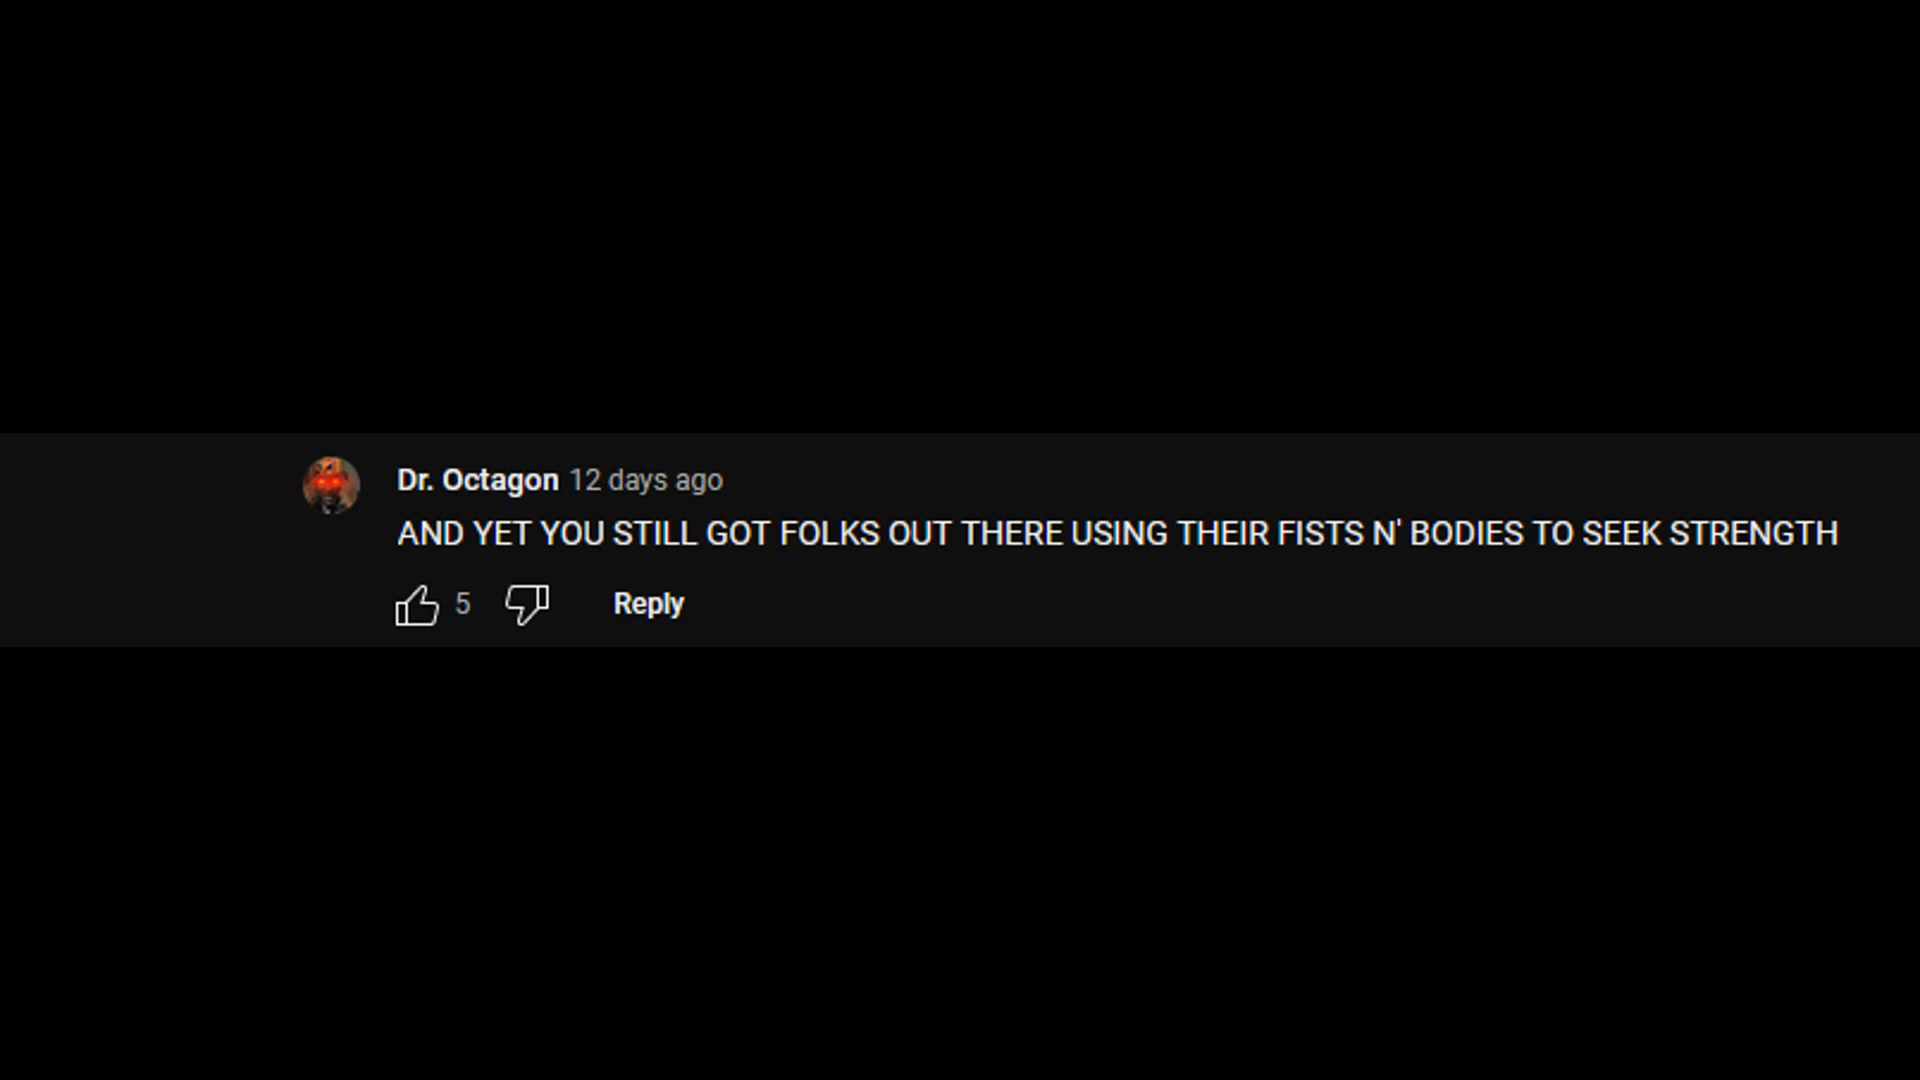 Dr. Octagon 12 days ago
AND YET YOU STILL GOT FOLKS OUT THERE USING THEIR FISTS N' BODIES TO SEEK STRENGTH
5 Reply